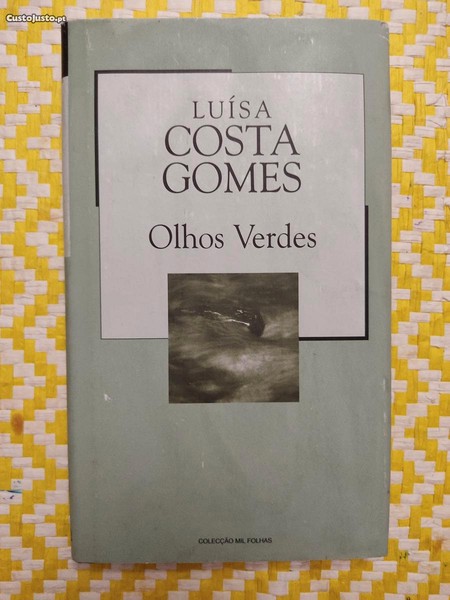 CustoJusto.pt
LUÍSA
COSTA
GOMES
Olhos Verdes
COLECÇÃO MIL FOLHAS